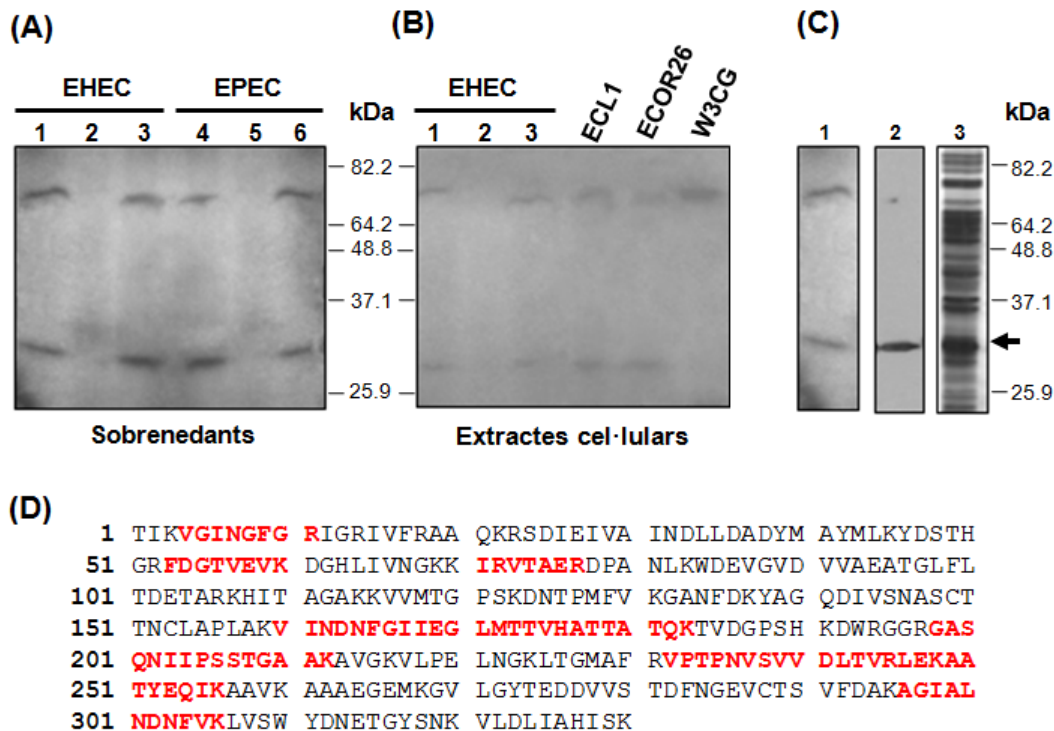 (A)
EHEC EPEC
1 2 3 4 5 6
kDa
82.2
64.2
48.8
37.1
25.9
Sobrenedants
(B)
EHEC
1 2 3 ECL1 ECOR26 W3CG
Extractes cel·lulars
(C)
1 2 3
kDa
82.2
64.2
48.8
37.1
25.9
(D)
1 TIKVGINGFG RIGRIVFRAA QKRSDIEIVA INDLLDADYM AYMLKYDSTH
51 GRFDGTVEVK DGHLIVNGKK IRVTAERDPA NLKWDEVGVD VVAEATGLFL
101 TDETARKHIT AGAKKVVMTG PSKDNTPMFV KGANFDKYAG QDIVSNASCT
151 TNCLAPLAKV INDNFGIIEG LMTTVHATTA TQKTVDGPSH KDWRGGRGAS
201 QNIIPSSTGA AKAVGKVLPE LNGKLTGMAF RVPTPNVSVV DLTVRLEKAA
251 TYEQIKAAVK AAAEGEMKGV LGYTEDDVVS TDFNGEVCTS VFDAKAGIAL
301 NDNFVKLVSW YDNETGYSNK VLDLIAHISK